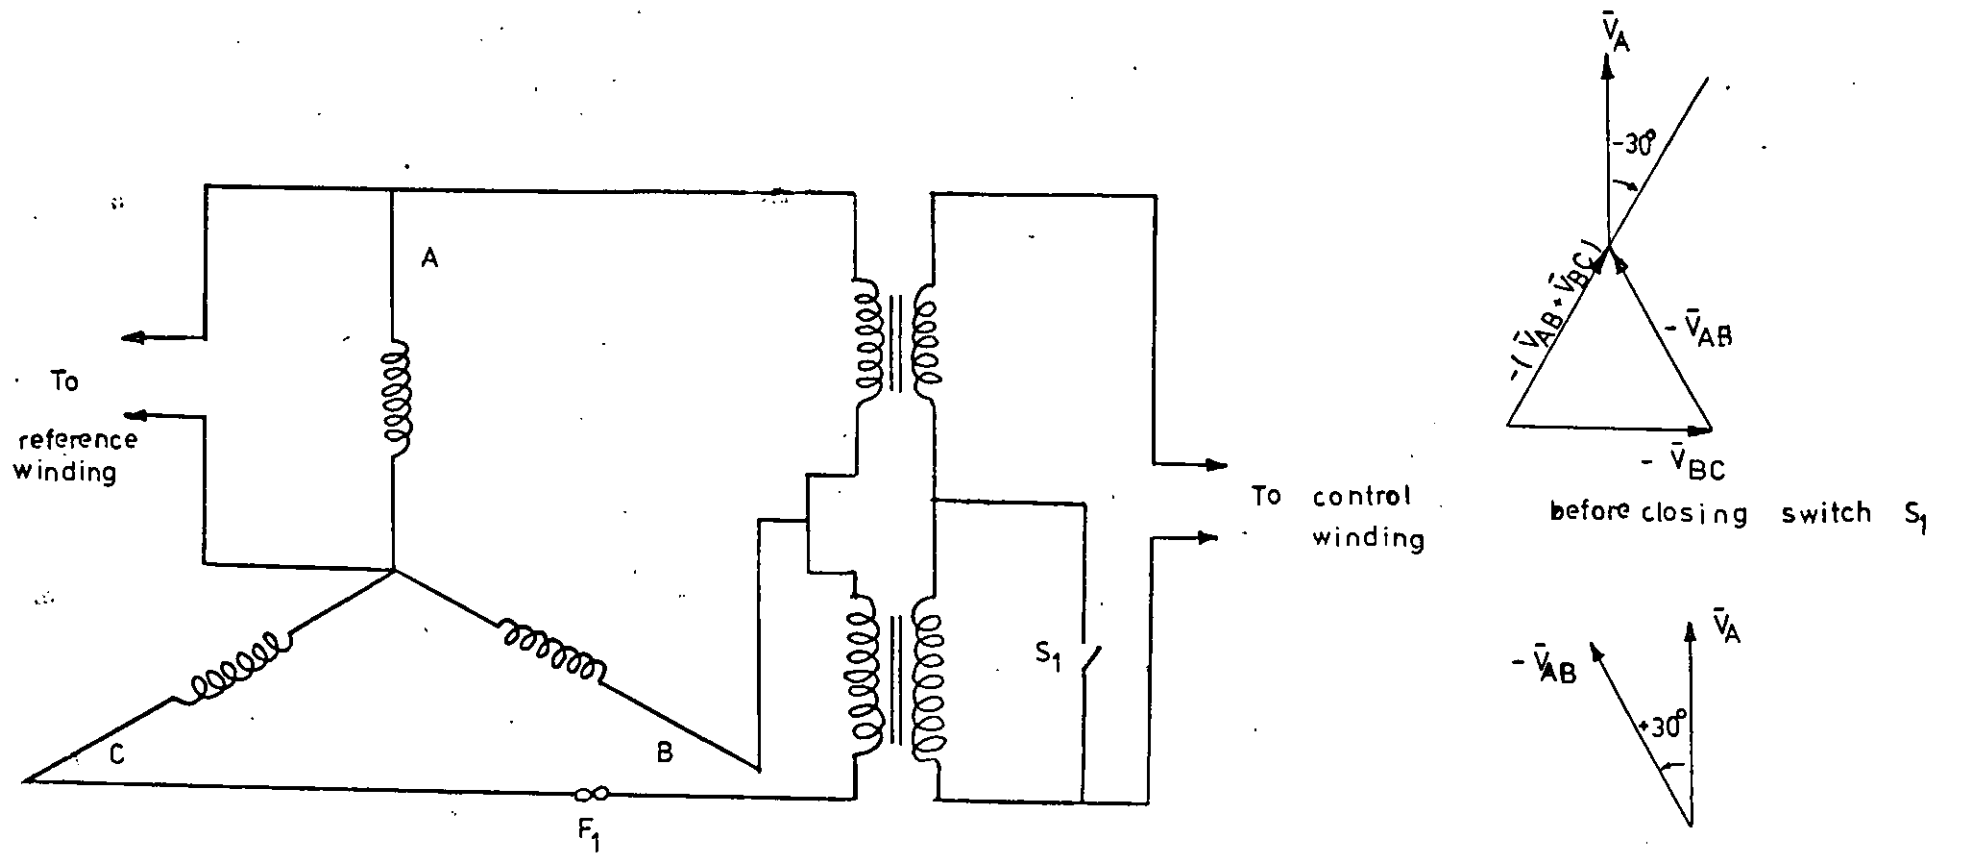 A
To
reference
winding
C
B
F1
S1
To control
winding
V̄A
-30°
-(V̄AB + V̄BC)
- V̄AB
- V̄BC
before closing switch S1
V̄A
- V̄AB
+30°